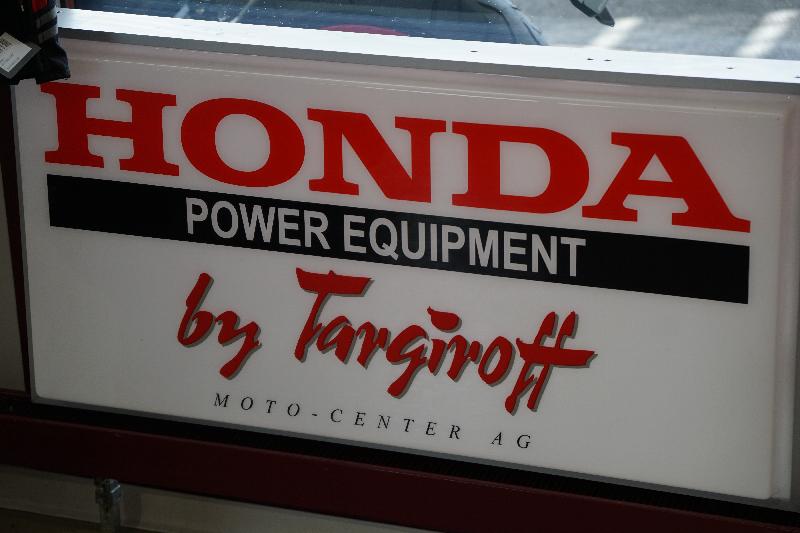 HONDA
POWER EQUIPMENT
by Targiroff
MOTO-CENTER AG